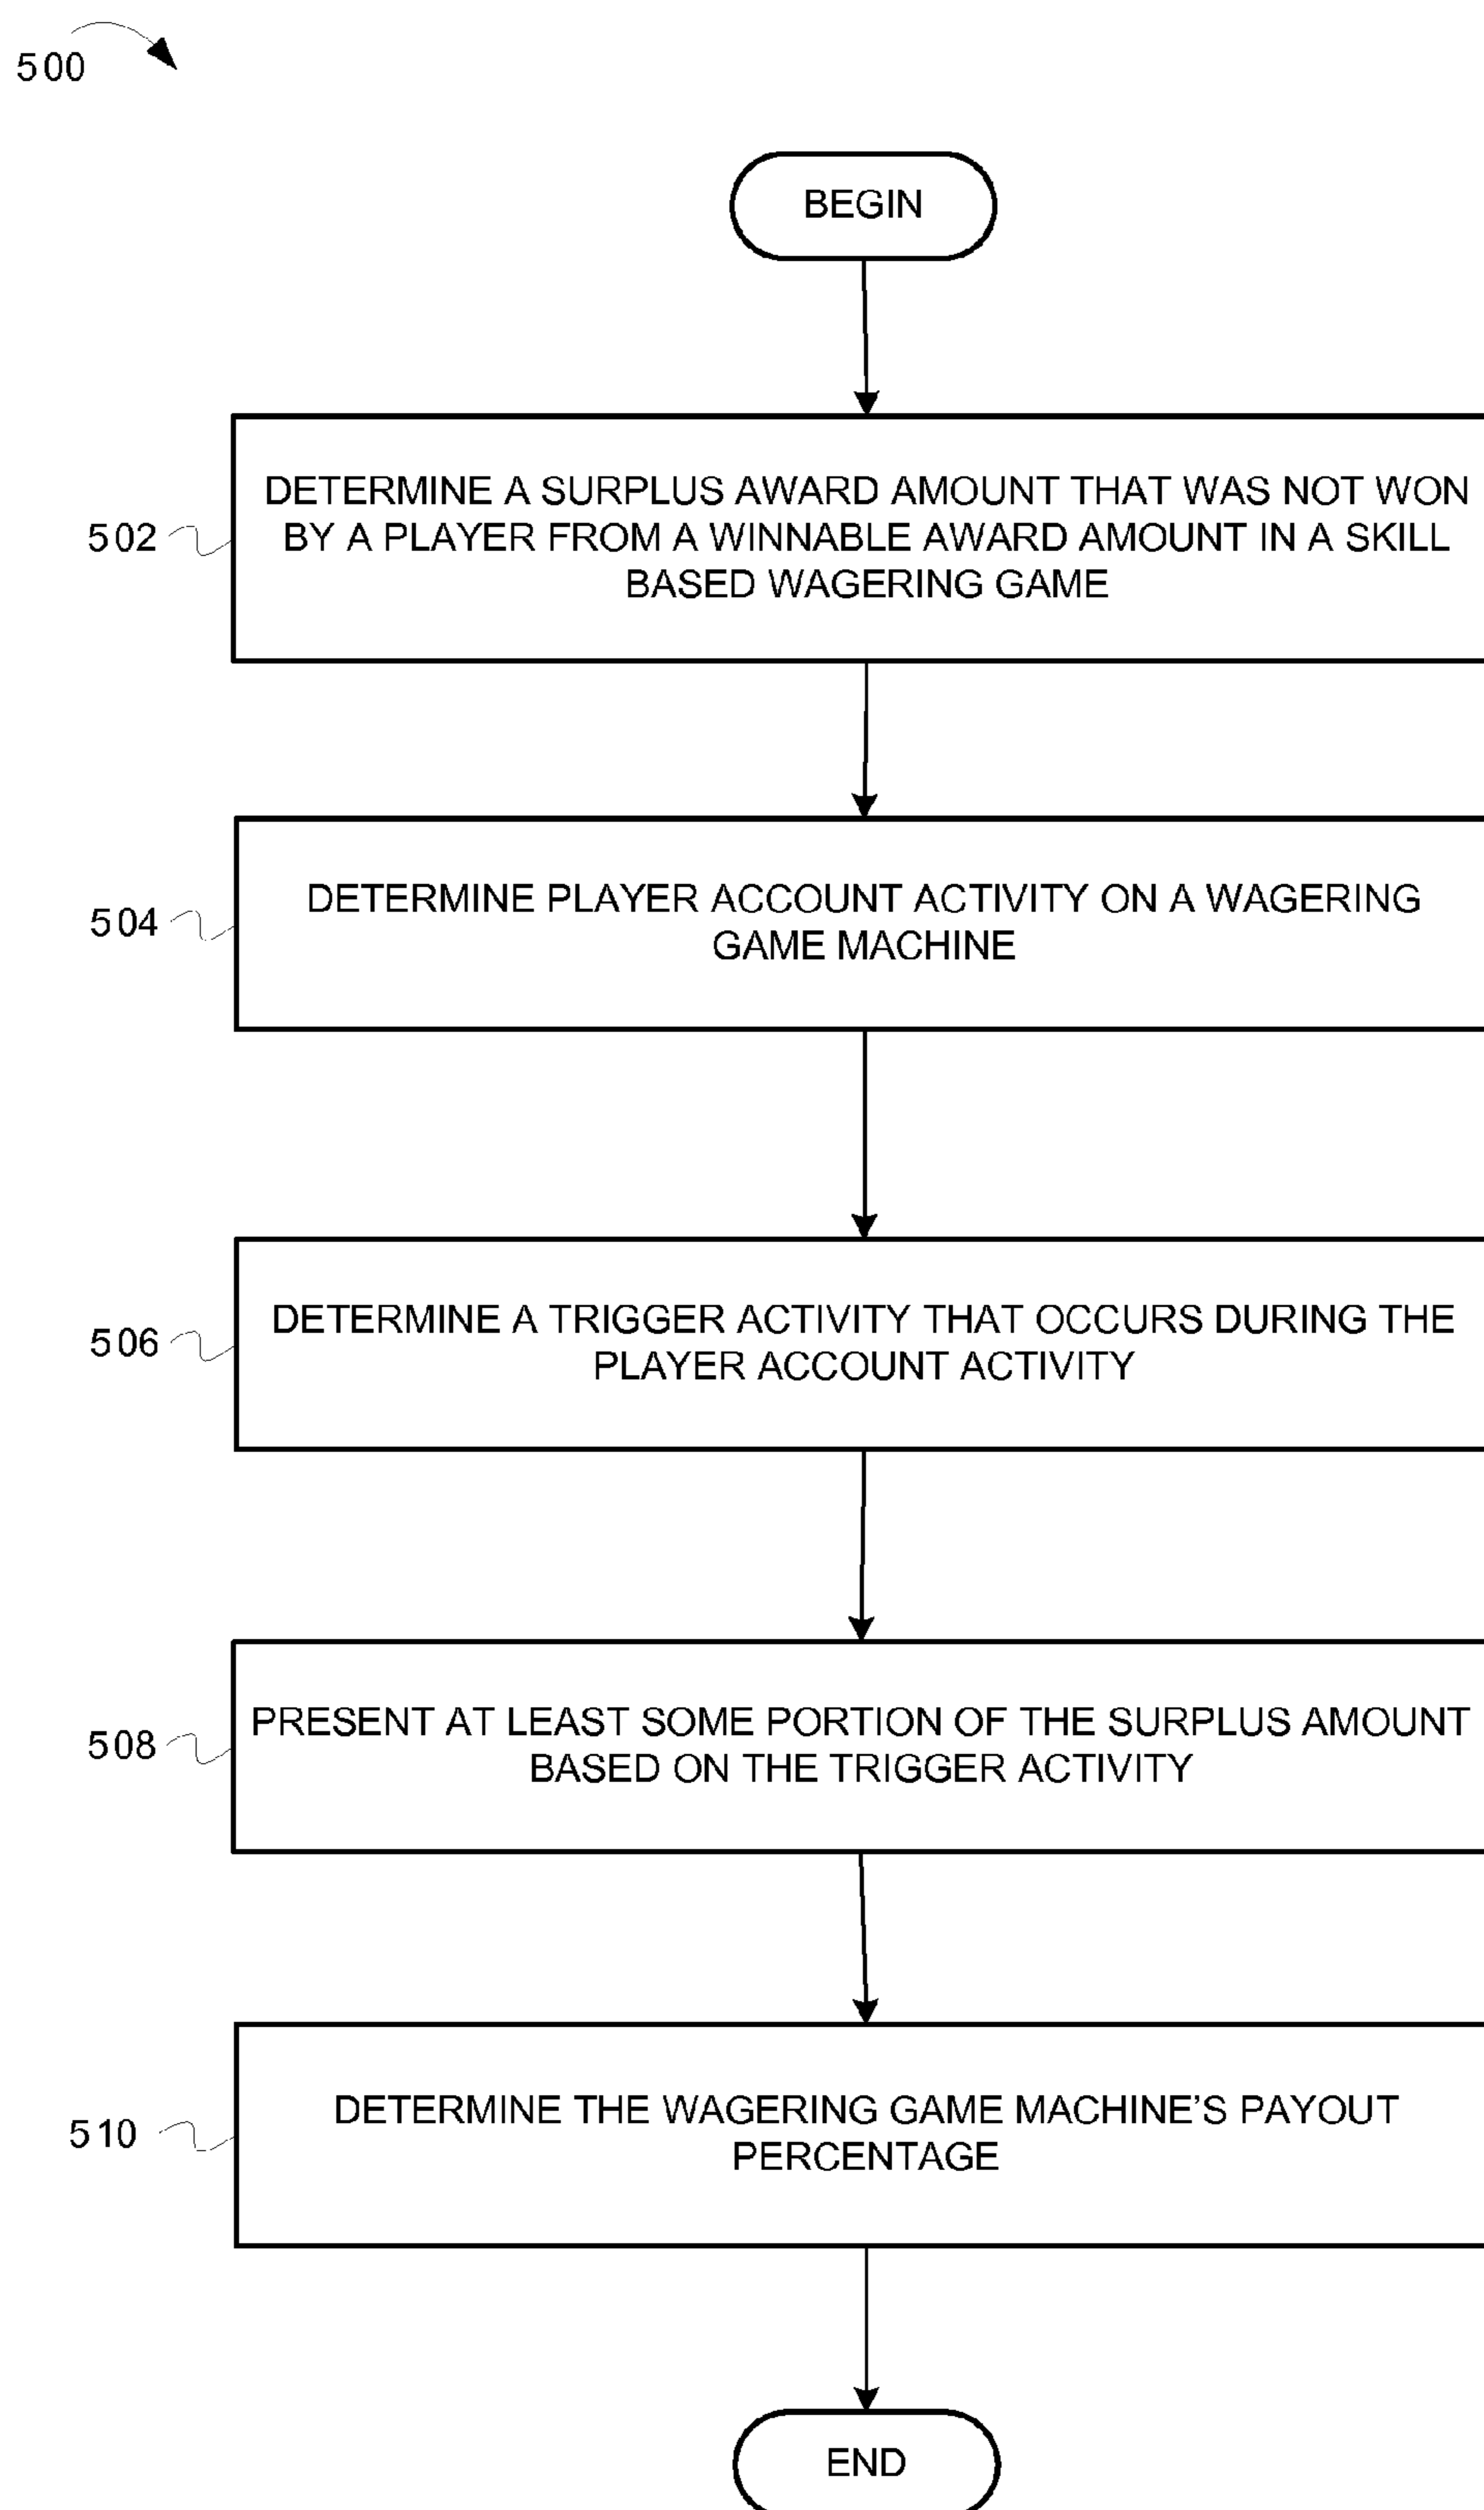 500
BEGIN
DETERMINE A SURPLUS AWARD AMOUNT THAT WAS NOT WON
BY A PLAYER FROM A WINNABLE AWARD AMOUNT IN A SKILL
BASED WAGERING GAME
502
DETERMINE PLAYER ACCOUNT ACTIVITY ON A WAGERING
GAME MACHINE
504
DETERMINE A TRIGGER ACTIVITY THAT OCCURS DURING THE
PLAYER ACCOUNT ACTIVITY
506
PRESENT AT LEAST SOME PORTION OF THE SURPLUS AMOUNT
BASED ON THE TRIGGER ACTIVITY
508
DETERMINE THE WAGERING GAME MACHINE’S PAYOUT
PERCENTAGE
510
END